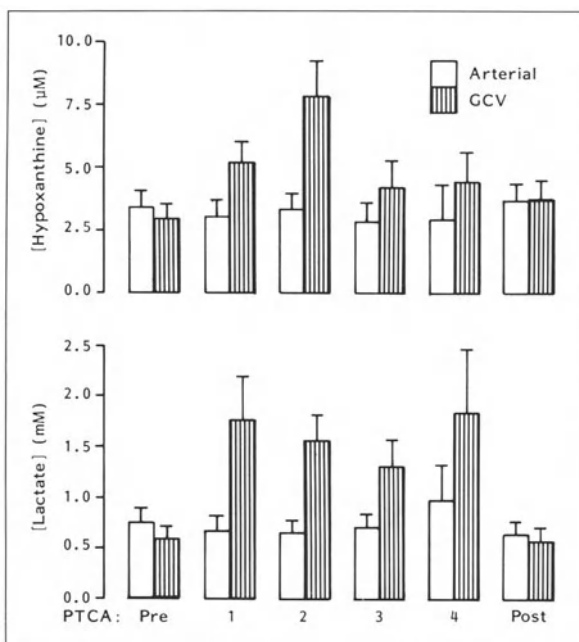 10.0
7.5
5.0
2.5
0.0
[Hypoxanthine] (µM)
Arterial
GCV
2.5
2.0
1.5
1.0
0.5
0.0
[Lactate] (mM)
PTCA: Pre 1 2 3 4 Post